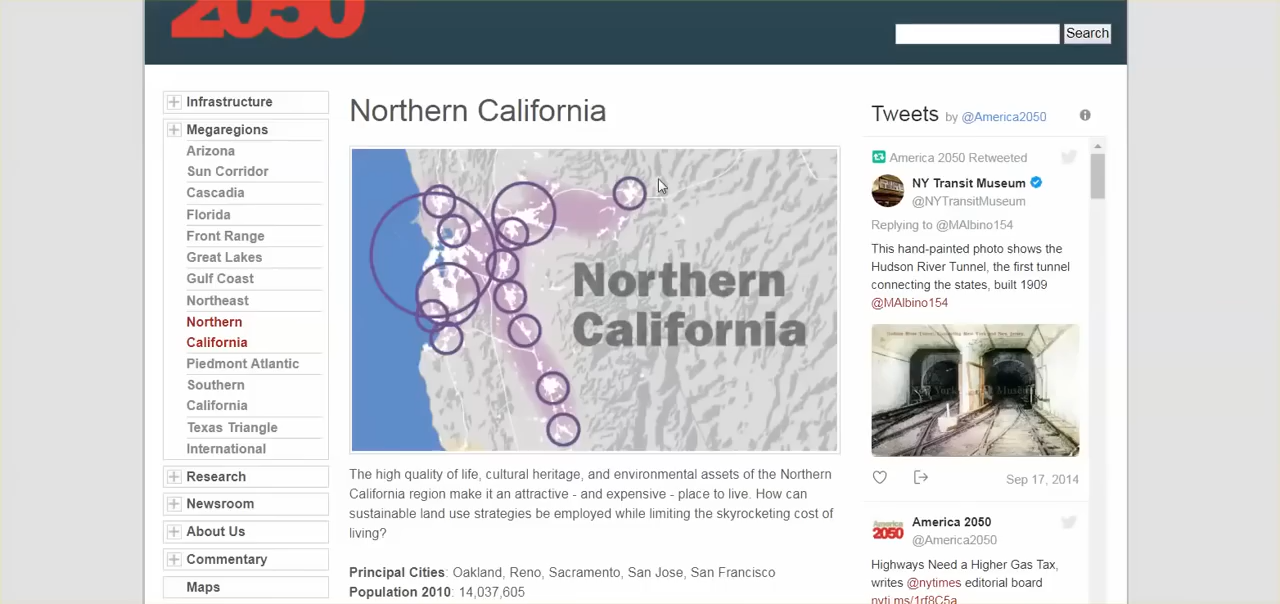 2050
Search
Infrastructure
Megaregions
Arizona
Sun Corridor
Cascadia
Florida
Front Range
Great Lakes
Gulf Coast
Northeast
Northern
California
Piedmont Atlantic
Southern
California
Texas Triangle
International
Research
Newsroom
About Us
Commentary
Maps
Northern California
Northern
California
The high quality of life, cultural heritage, and environmental assets of the Northern
California region make it an attractive - and expensive - place to live. How can
sustainable land use strategies be employed while limiting the skyrocketing cost of
living?
Principal Cities: Oakland, Reno, Sacramento, San Jose, San Francisco
Population 2010: 14,037,605
Tweets by @America2050
America 2050 Retweeted
NY Transit Museum
@NYTransitMuseum
Replying to @MAlbino154
This hand-painted photo shows the
Hudson River Tunnel, the first tunnel
connecting the states, built 1909
@MAlbino154
Sep 17, 2014
America
2050
America 2050
@America2050
Highways Need a Higher Gas Tax,
writes @nytimes editorial board
nyti.ms/1rf8C5a